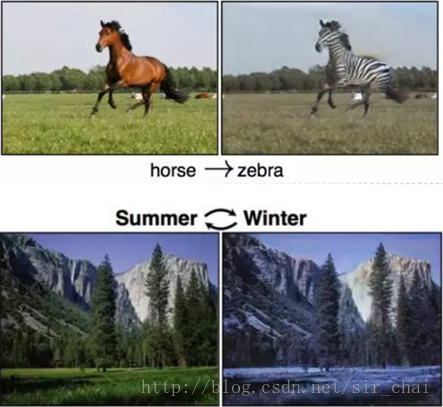 horse → zebra
Summer ⇄ Winter
http://blog.csdn.net/sir_chai